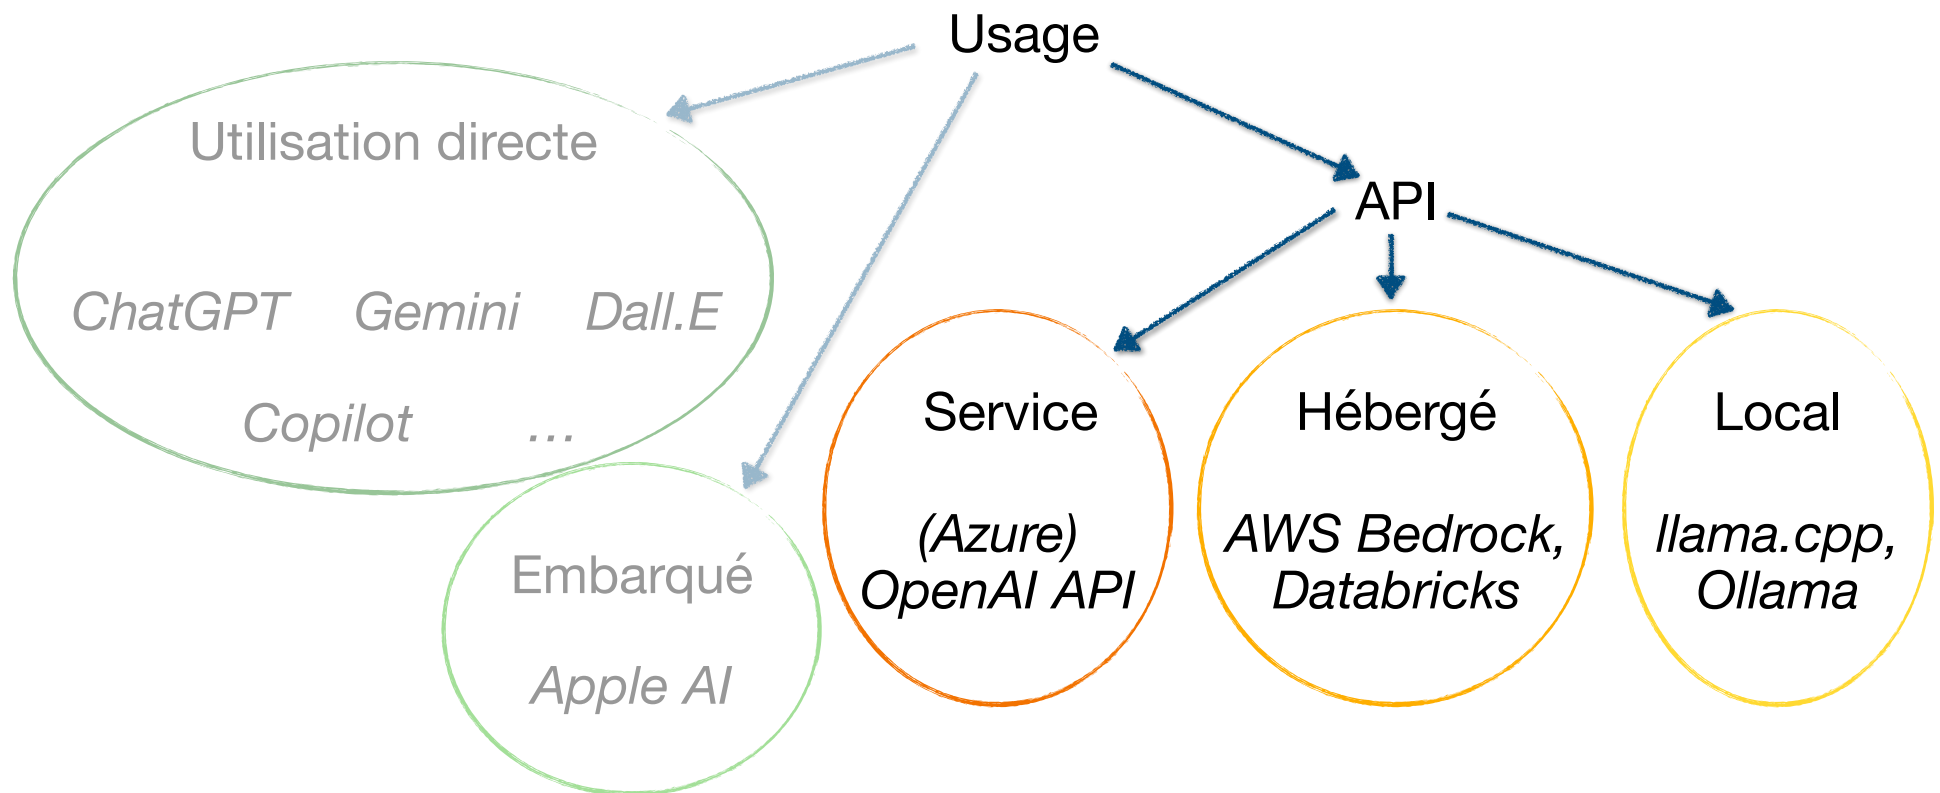 Usage
Utilisation directe
ChatGPT Gemini Dall.E
Copilot ...
Embarqué
Apple AI
API
Service
(Azure)
OpenAI API
Hébergé
AWS Bedrock,
Databricks
Local
llama.cpp,
Ollama